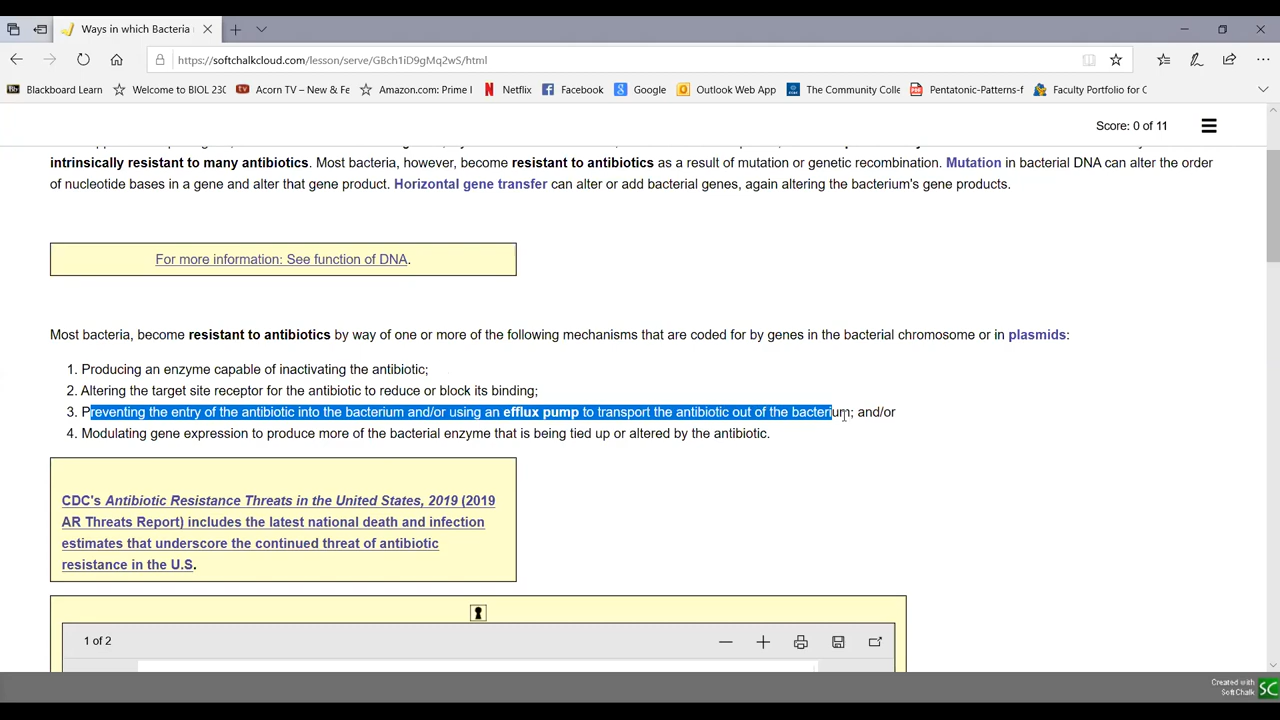 Ways in which Bacteria
https://softchalkcloud.com/lesson/serve/GBch1iD9gMq2wS/html
Blackboard Learn Welcome to BIOL 230 Acorn TV – New & Fe Amazon.com: Prime I Netflix Facebook Google Outlook Web App The Community Colle Pentatonic-Patterns-f Faculty Portfolio for C
Score: 0 of 11
intrinsically resistant to many antibiotics. Most bacteria, however, become resistant to antibiotics as a result of mutation or genetic recombination. Mutation in bacterial DNA can alter the order
of nucleotide bases in a gene and alter that gene product. Horizontal gene transfer can alter or add bacterial genes, again altering the bacterium's gene products.
For more information: See function of DNA.
Most bacteria, become resistant to antibiotics by way of one or more of the following mechanisms that are coded for by genes in the bacterial chromosome or in plasmids:
1. Producing an enzyme capable of inactivating the antibiotic;
2. Altering the target site receptor for the antibiotic to reduce or block its binding;
3. Preventing the entry of the antibiotic into the bacterium and/or using an efflux pump to transport the antibiotic out of the bacterium; and/or
4. Modulating gene expression to produce more of the bacterial enzyme that is being tied up or altered by the antibiotic.
CDC's Antibiotic Resistance Threats in the United States, 2019 (2019
AR Threats Report) includes the latest national death and infection
estimates that underscore the continued threat of antibiotic
resistance in the U.S.
1 of 2
Created with
SoftChalk
SC